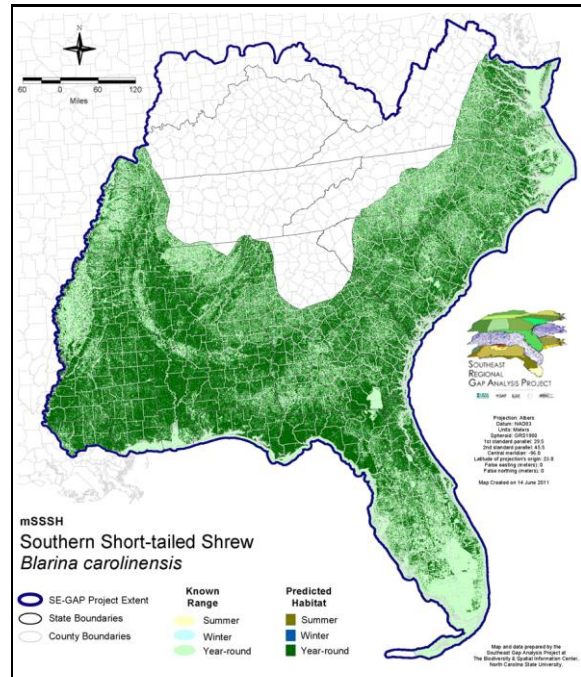 N
60 0 60 120
Miles
SOUTHEAST
REGIONAL
GAP ANALYSIS PROJECT
Projection: Albers
Datum: NAD83
Units: Meters
Spheroid: GRS1980
1st standard parallel: 29.5
2nd standard parallel: 45.5
Central meridian: -96.0
Latitude of projection's origin: 23.0
False easting (meters): 0
False northing (meters): 0
Map Created on 14 June 2011
mSSSH
Southern Short-tailed Shrew
Blarina carolinensis
SE-GAP Project Extent
State Boundaries
County Boundaries
Known
Range
Summer
Winter
Year-round
Predicted
Habitat
Summer
Winter
Year-round
Map and data prepared by the
Southeast Gap Analysis Project at
The Biodiversity & Spatial Information Center,
North Carolina State University.